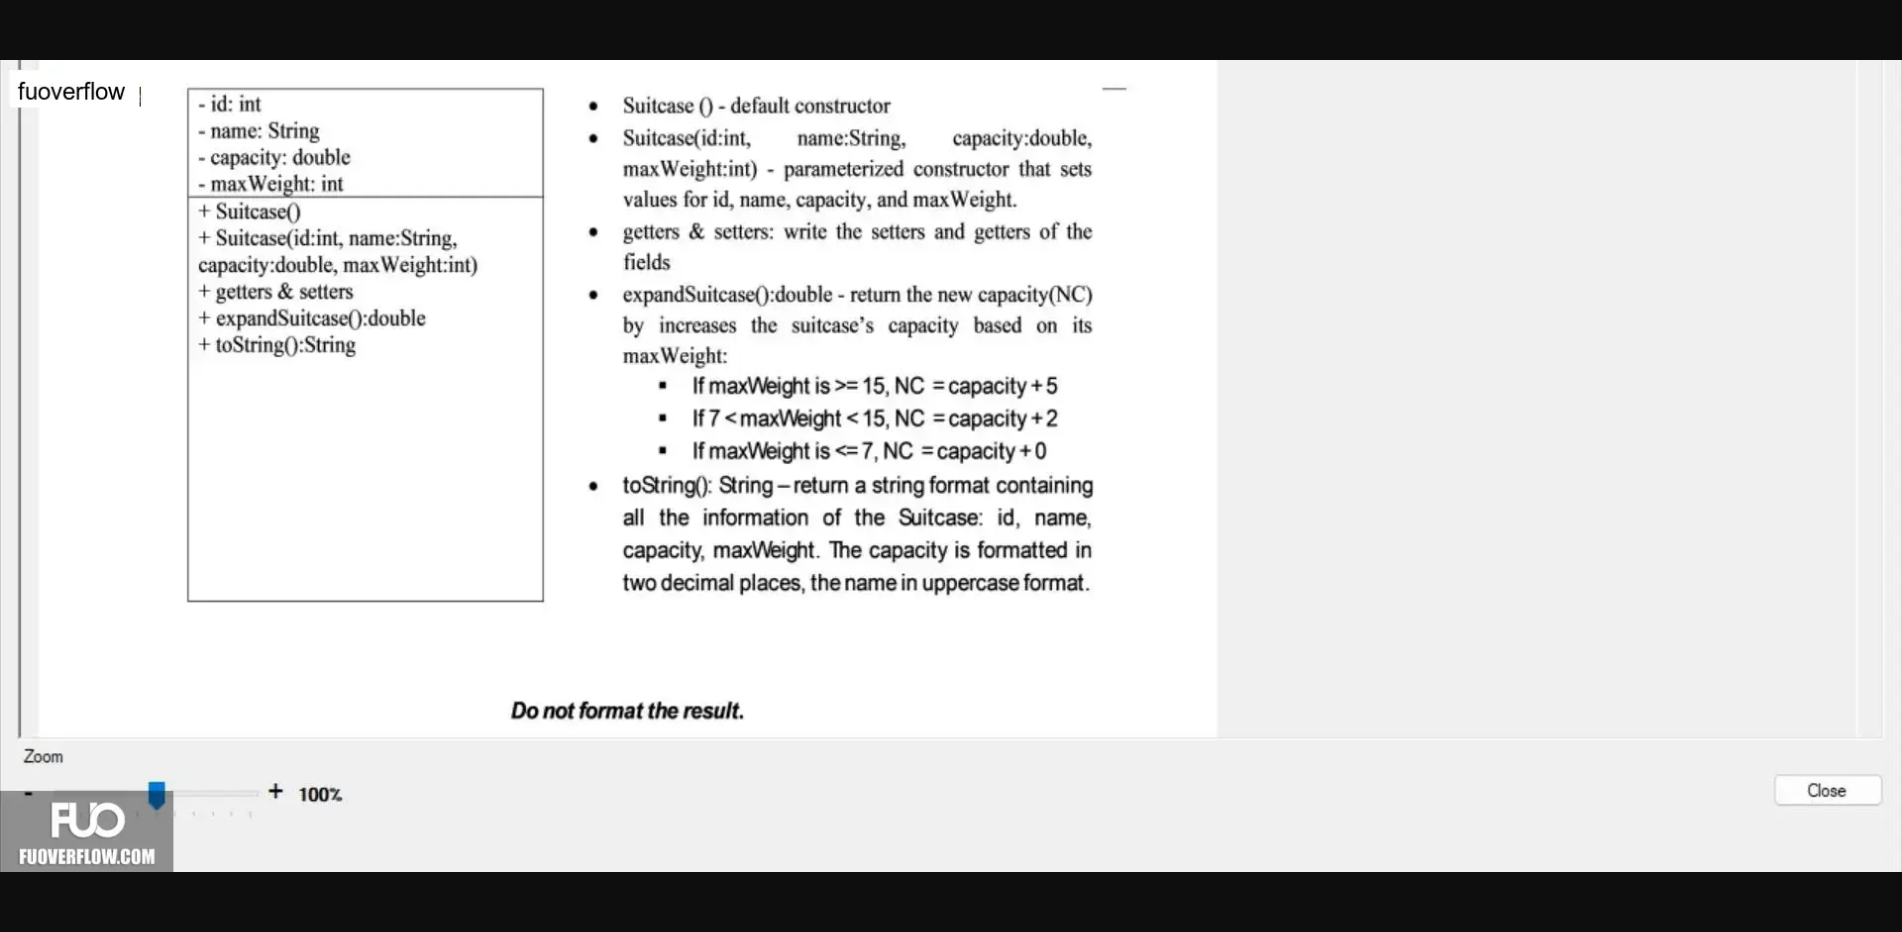 fuoverflow
- id: int
- name: String
- capacity: double
- maxWeight: int
+ Suitcase()
+ Suitcase(id:int, name:String,
capacity:double, maxWeight:int)
+ getters & setters
+ expandSuitcase():double
+ toString():String
• Suitcase () - default constructor
• Suitcase(id:int, name:String, capacity:double,
maxWeight:int) - parameterized constructor that sets
values for id, name, capacity, and maxWeight.
• getters & setters: write the setters and getters of the
fields
• expandSuitcase():double - return the new capacity(NC)
by increases the suitcase’s capacity based on its
maxWeight:
▪ If maxWeight is >= 15, NC = capacity + 5
▪ If 7 < maxWeight < 15, NC = capacity + 2
▪ If maxWeight is <= 7, NC = capacity + 0
• toString(): String – return a string format containing
all the information of the Suitcase: id, name,
capacity, maxWeight. The capacity is formatted in
two decimal places, the name in uppercase format.
Do not format the result.
Zoom
- + 100%
Close
FUO
FUOVERFLOW.COM